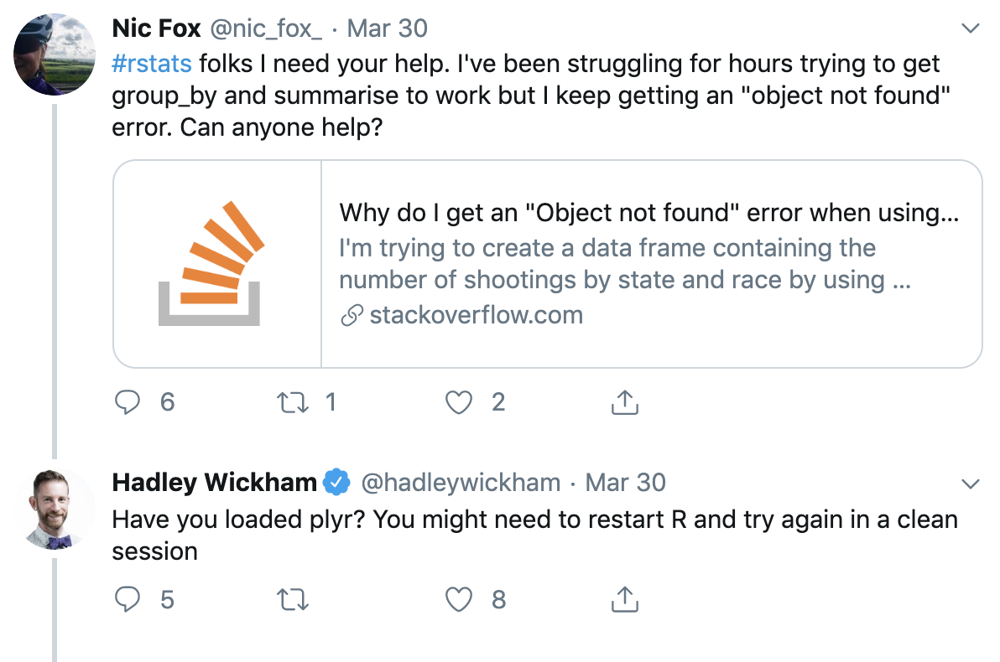 Nic Fox @nic_fox_ · Mar 30
#rstats folks I need your help. I've been struggling for hours trying to get
group_by and summarise to work but I keep getting an "object not found"
error. Can anyone help?
Why do I get an "Object not found" error when using...
I'm trying to create a data frame containing the
number of shootings by state and race by using ...
stackoverflow.com
6 1 2
Hadley Wickham @hadleywickham · Mar 30
Have you loaded plyr? You might need to restart R and try again in a clean
session
5 8